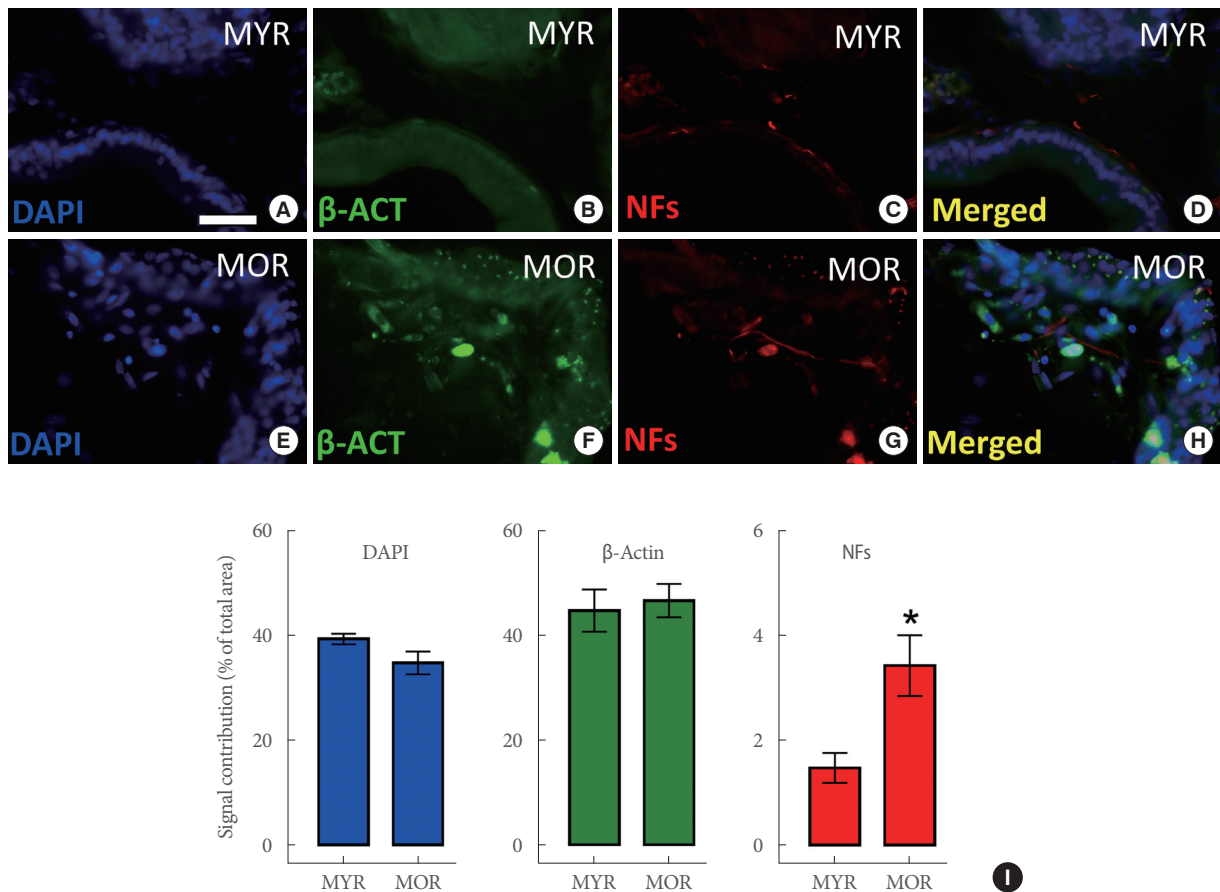 MYR
DAPI
A
MYR
β-ACT
B
MYR
NFs
C
MYR
Merged
D
MOR
DAPI
E
MOR
β-ACT
F
MOR
NFs
G
MOR
Merged
H
Signal contribution (% of total area)
60
40
20
0
DAPI
MYR MOR
60
40
20
0
β-Actin
MYR MOR
6
4
2
0
NFs
*
MYR MOR
I